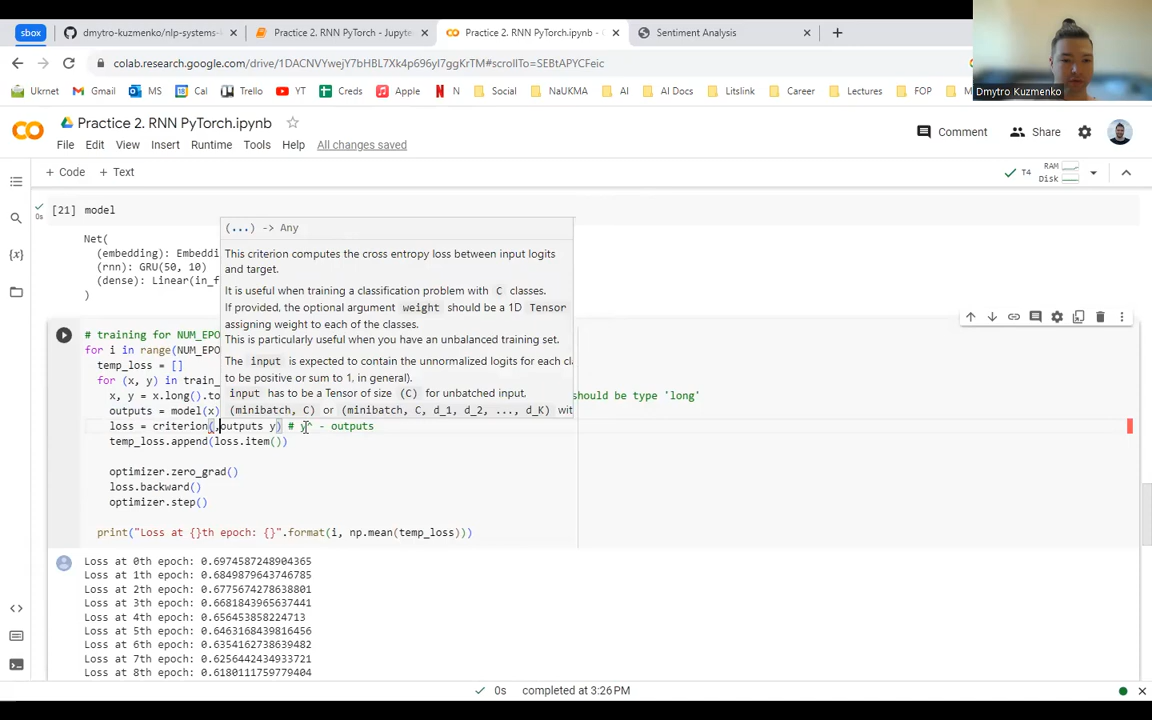 sbox
dmytro-kuzmenko/nlp-systems-
Practice 2. RNN PyTorch - Jupyte
Practice 2. RNN PyTorch.ipynb -
Sentiment Analysis
colab.research.google.com/drive/1DACNVYwejY7bHBL7Xk4p696yI7ggKrTM#scrollTo=SEBtAPYCFeic
Ukrnet
Gmail
MS
Cal
Trello
YT
Creds
Apple
N
Social
NaUKMA
AI
AI Docs
Litslink
Career
Lectures
FOP
Dmytro Kuzmenko
Practice 2. RNN PyTorch.ipynb
Comment
Share
File Edit View Insert Runtime Tools Help All changes saved
+ Code + Text
T4
RAM
Disk
[21] model
0s
Net(
(embedding): Embeddi
(rnn): GRU(50, 10)
(dense): Linear(in_f
)
(...) -> Any
This criterion computes the cross entropy loss between input logits
and target.
It is useful when training a classification problem with C classes.
If provided, the optional argument weight should be a 1D Tensor
assigning weight to each of the classes.
This is particularly useful when you have an unbalanced training set.
The input is expected to contain the unnormalized logits for each cl
to be positive or sum to 1, in general).
input has to be a Tensor of size (C) for unbatched input.
(minibatch, C) or (minibatch, C, d_1, d_2, ..., d_K) wit
# training for NUM_EPO
for i in range(NUM_EPO
temp_loss = []
for (x, y) in train_
x, y = x.long().to should be type 'long'
outputs = model(x)
loss = criterion(,outputs y) # y^ - outputs
temp_loss.append(loss.item())
optimizer.zero_grad()
loss.backward()
optimizer.step()
print("Loss at {}th epoch: {}".format(i, np.mean(temp_loss)))
Loss at 0th epoch: 0.6974587248904365
Loss at 1th epoch: 0.6849879643746785
Loss at 2th epoch: 0.6775674278638801
Loss at 3th epoch: 0.6681843965637441
Loss at 4th epoch: 0.656453858224713
Loss at 5th epoch: 0.6463168439816456
Loss at 6th epoch: 0.6354162738639482
Loss at 7th epoch: 0.6256442434933721
Loss at 8th epoch: 0.6180111759779404
0s completed at 3:26PM